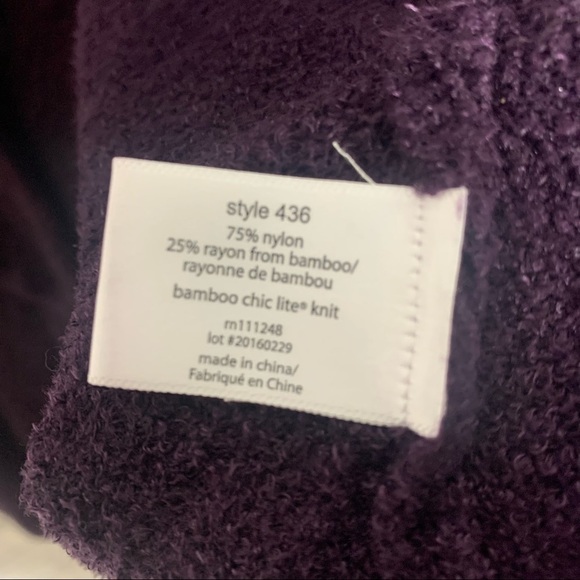 style 436
75% nylon
25% rayon from bamboo/
rayonne de bambou
bamboo chic lite® knit
rn111248
lot #20160229
made in china/
Fabriqué en Chine